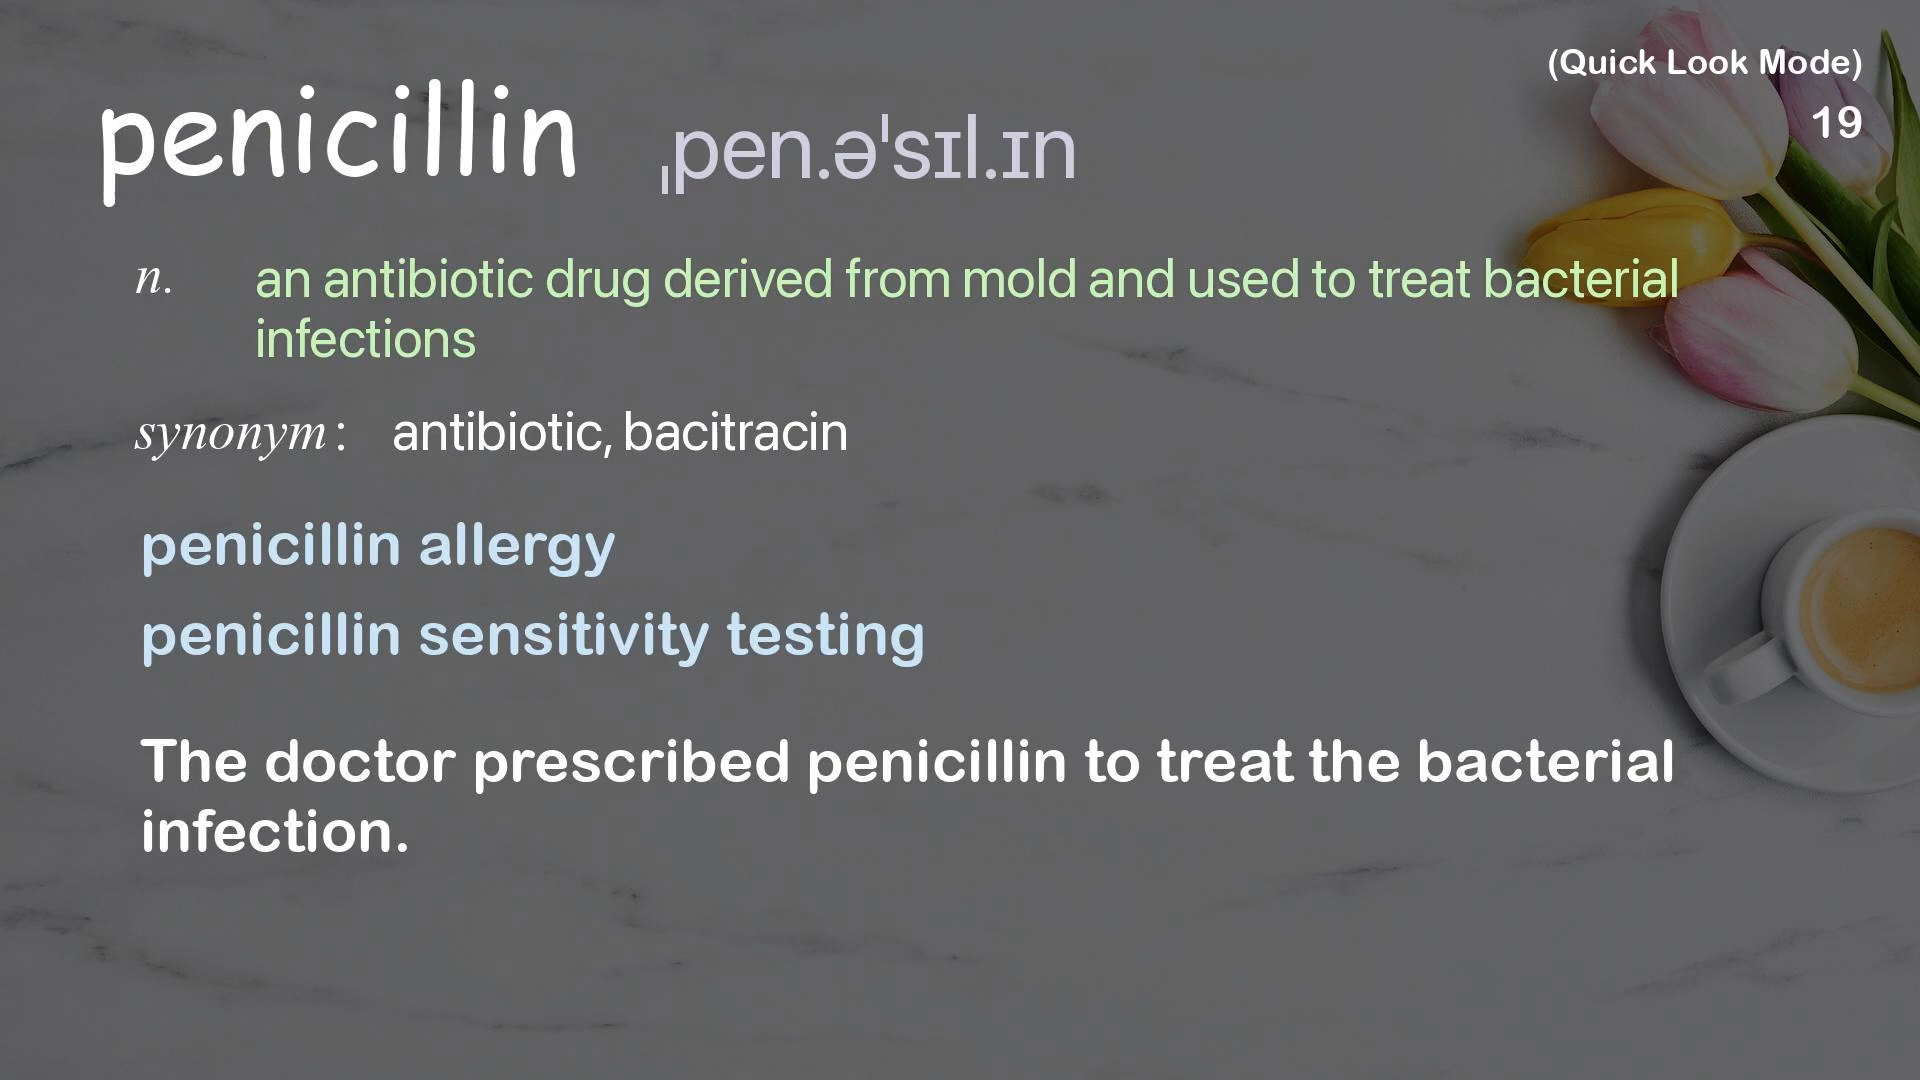 (Quick Look Mode)
19
penicillin ˌpen.əˈsɪl.ɪn
n. an antibiotic drug derived from mold and used to treat bacterial
infections
synonym: antibiotic, bacitracin
penicillin allergy
penicillin sensitivity testing
The doctor prescribed penicillin to treat the bacterial
infection.